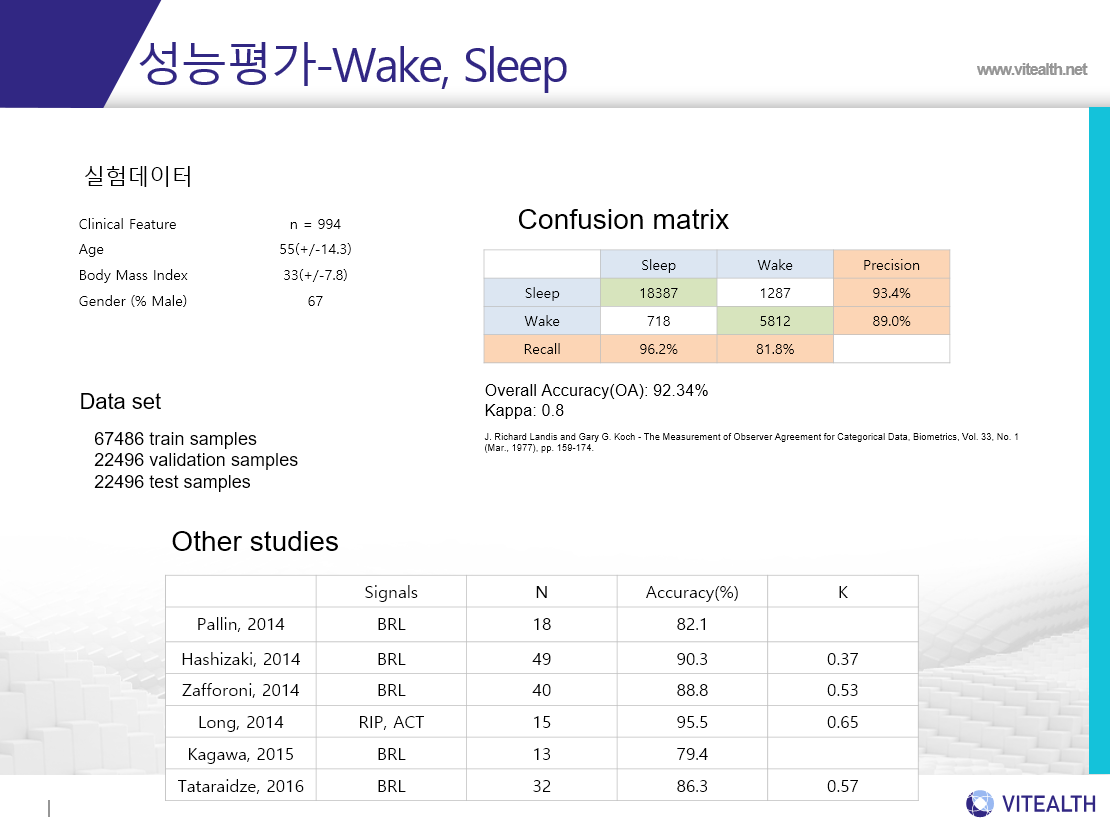 성능평가-Wake, Sleep
www.vitealth.net
실험데이터
Clinical Feature n = 994
Age 55(+/-14.3)
Body Mass Index 33(+/-7.8)
Gender (% Male) 67
Confusion matrix
Sleep Wake Precision
Sleep 18387 1287 93.4%
Wake 718 5812 89.0%
Recall 96.2% 81.8%
Overall Accuracy(OA): 92.34%
Kappa: 0.8
J. Richard Landis and Gary G. Koch - The Measurement of Observer Agreement for Categorical Data, Biometrics, Vol. 33, No. 1
(Mar., 1977), pp. 159-174.
Data set
67486 train samples
22496 validation samples
22496 test samples
Other studies
Signals N Accuracy(%) K
Pallin, 2014 BRL 18 82.1
Hashizaki, 2014 BRL 49 90.3 0.37
Zafforoni, 2014 BRL 40 88.8 0.53
Long, 2014 RIP, ACT 15 95.5 0.65
Kagawa, 2015 BRL 13 79.4
Tataraidze, 2016 BRL 32 86.3 0.57
VITEALTH